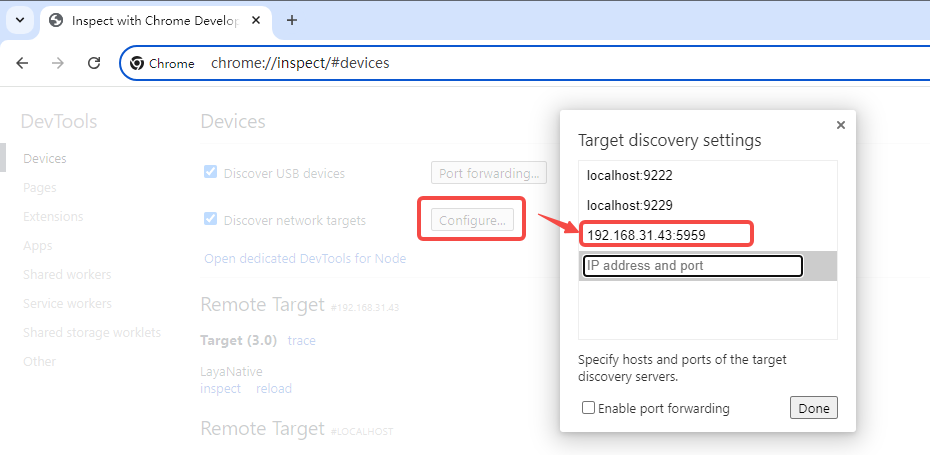 Inspect with Chrome Develop
Chrome
chrome://inspect/#devices
DevTools
Devices
Pages
Extensions
Apps
Shared workers
Service workers
Shared storage worklets
Other
Devices
Discover USB devices
Port forwarding...
Discover network targets
Configure...
Open dedicated DevTools for Node
Remote Target #192.168.31.43
Target (3.0) trace
LayaNative
inspect reload
Remote Target #LOCALHOST
Target discovery settings
localhost:9222
localhost:9229
192.168.31.43:5959
IP address and port
Specify hosts and ports of the target
discovery servers.
Enable port forwarding
Done